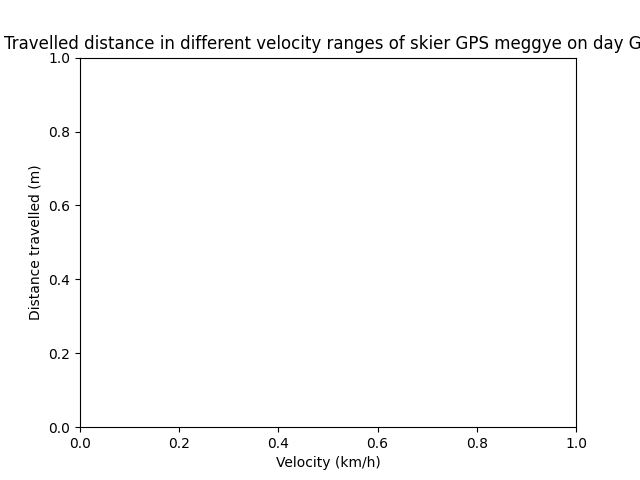 Travelled distance in different velocity ranges of skier GPS meggye on day G
1.0
0.8
0.6
0.4
0.2
0.0
Distance travelled (m)
0.0 0.2 0.4 0.6 0.8 1.0
Velocity (km/h)